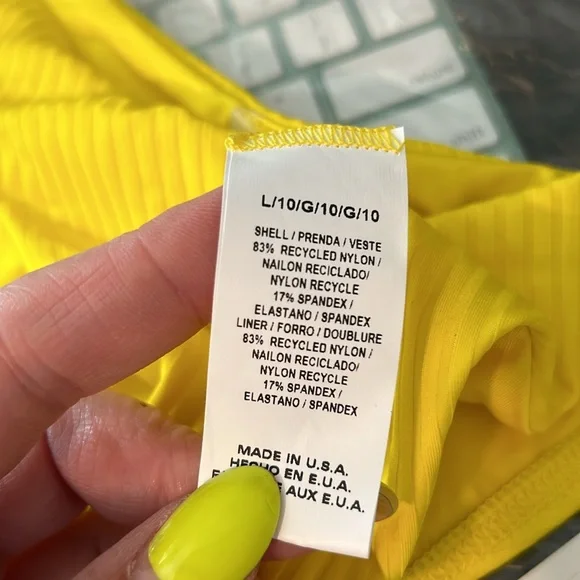 L/10/G/10/G/10
SHELL / PRENDA / VESTE
83% RECYCLED NYLON /
NAILON RECICLADO/
NYLON RECYCLE
17% SPANDEX /
ELASTANO / SPANDEX
LINER / FORRO / DOUBLURE
83% RECYCLED NYLON /
NAILON RECICLADO/
NYLON RECYCLE
17% SPANDEX /
ELASTANO / SPANDEX
MADE IN U.S.A.
HECHO EN E.U.A.
AUX E.U.A.